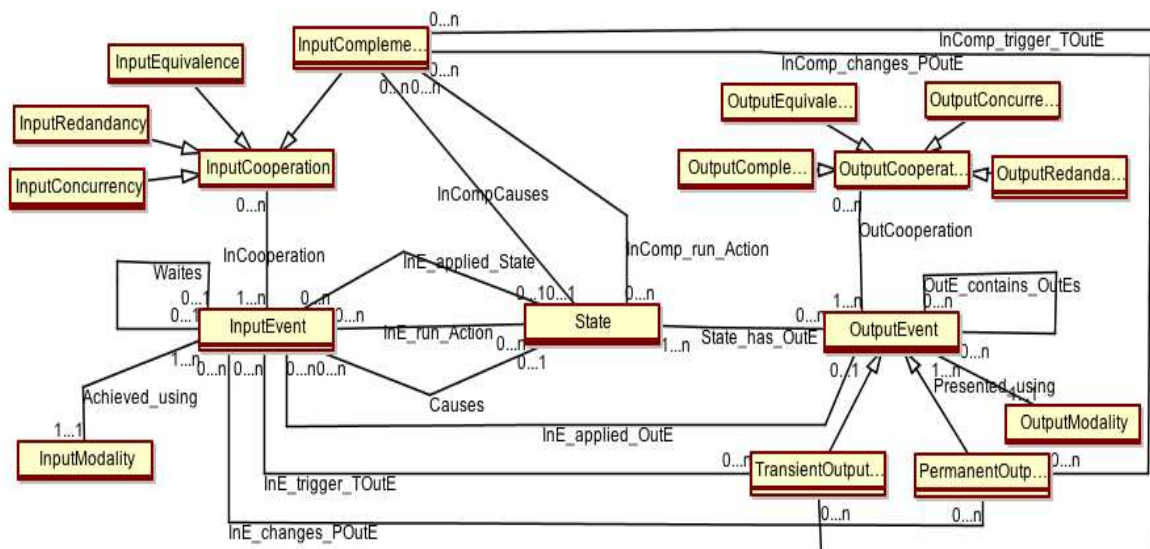 0...n
InputCompleme...
InComp_trigger_TOutE
InputEquivalence
0...n
0...n0...n
InComp_changes_POutE
OutputEquivale...
OutputConcurre...
InputRedandancy
InputCooperation
OutputComple...
OutputCooperat...
OutputRedanda...
InputConcurrency
InCompCauses
0...n
0...n
OutCooperation
InComp_run_Action
InCooperation
InE_applied_State
Waites
OutE_contains_OutEs
0...1
1...n
0...n
0...10...1
0...n
1...n
0...n
0...1
InputEvent
0...n
State
0...n
OutputEvent
InE_run_Action
State_has_OutE
0...n
1...n
0...n
1...n
0...n
0...n
0...n0...n
0...1
0...1
1...n
Presented_using
Achieved_using
Causes
1...1
1...1
InE_applied_OutE
OutputModality
InputModality
0...n
TransientOutput...
PermanentOutp...
0...n
InE_trigger_TOutE
0...n
0...n
InE_changes_POutE